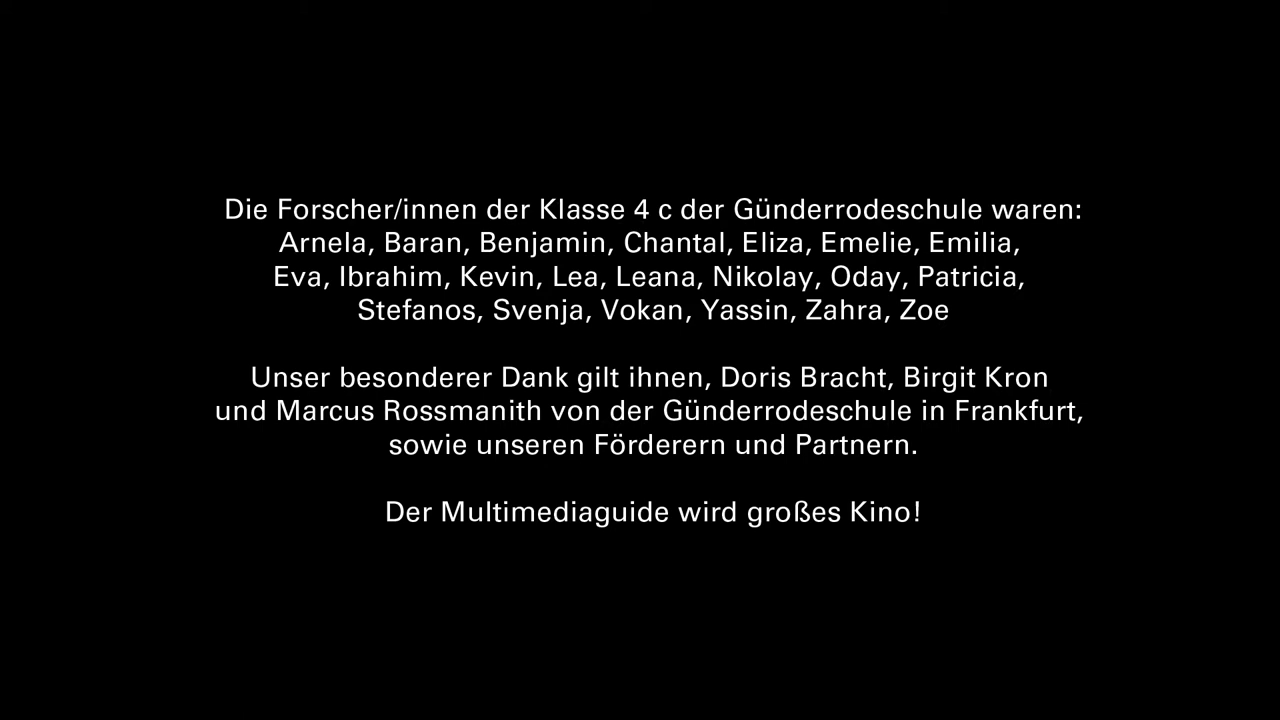 Die Forscher/innen der Klasse 4 c der Günderrodeschule waren:
Arnela, Baran, Benjamin, Chantal, Eliza, Emelie, Emilia,
Eva, Ibrahim, Kevin, Lea, Leana, Nikolay, Oday, Patricia,
Stefanos, Svenja, Vokan, Yassin, Zahra, Zoe
Unser besonderer Dank gilt ihnen, Doris Bracht, Birgit Kron
und Marcus Rossmanith von der Günderrodeschule in Frankfurt,
sowie unseren Förderern und Partnern.
Der Multimediaguide wird großes Kino!